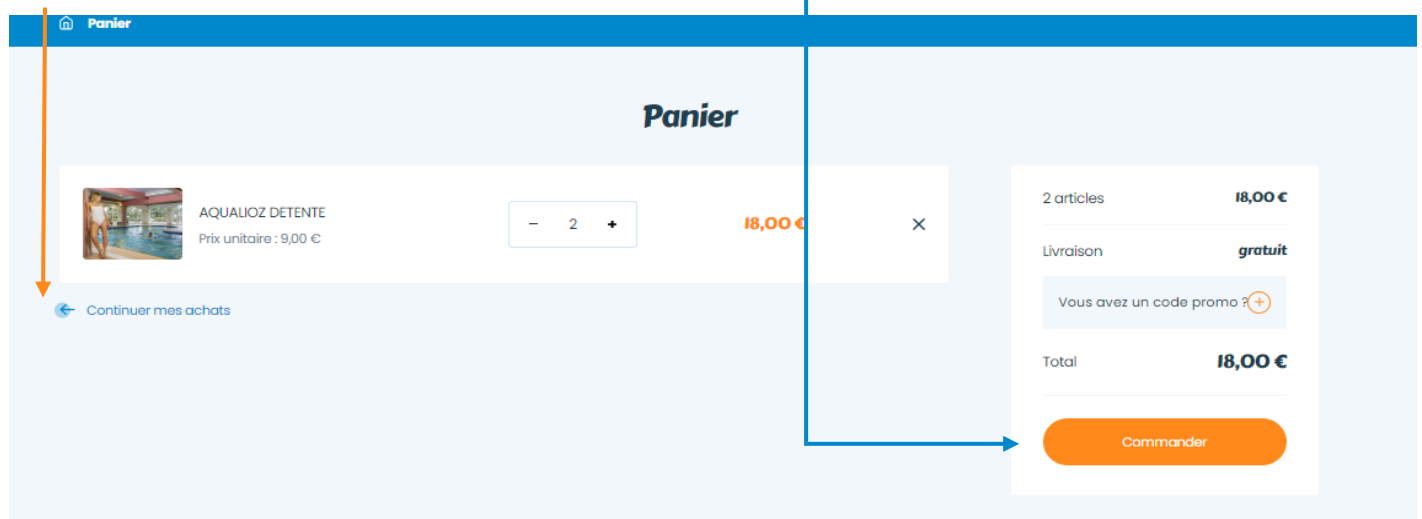 Panier
Panier
AQUALIOZ DETENTE
Prix unitaire : 9,00 €
- 2 +
18,00 €
Continuer mes achats
2 articles 18,00 €
Livraison gratuit
Vous avez un code promo ?
Total 18,00 €
Commander